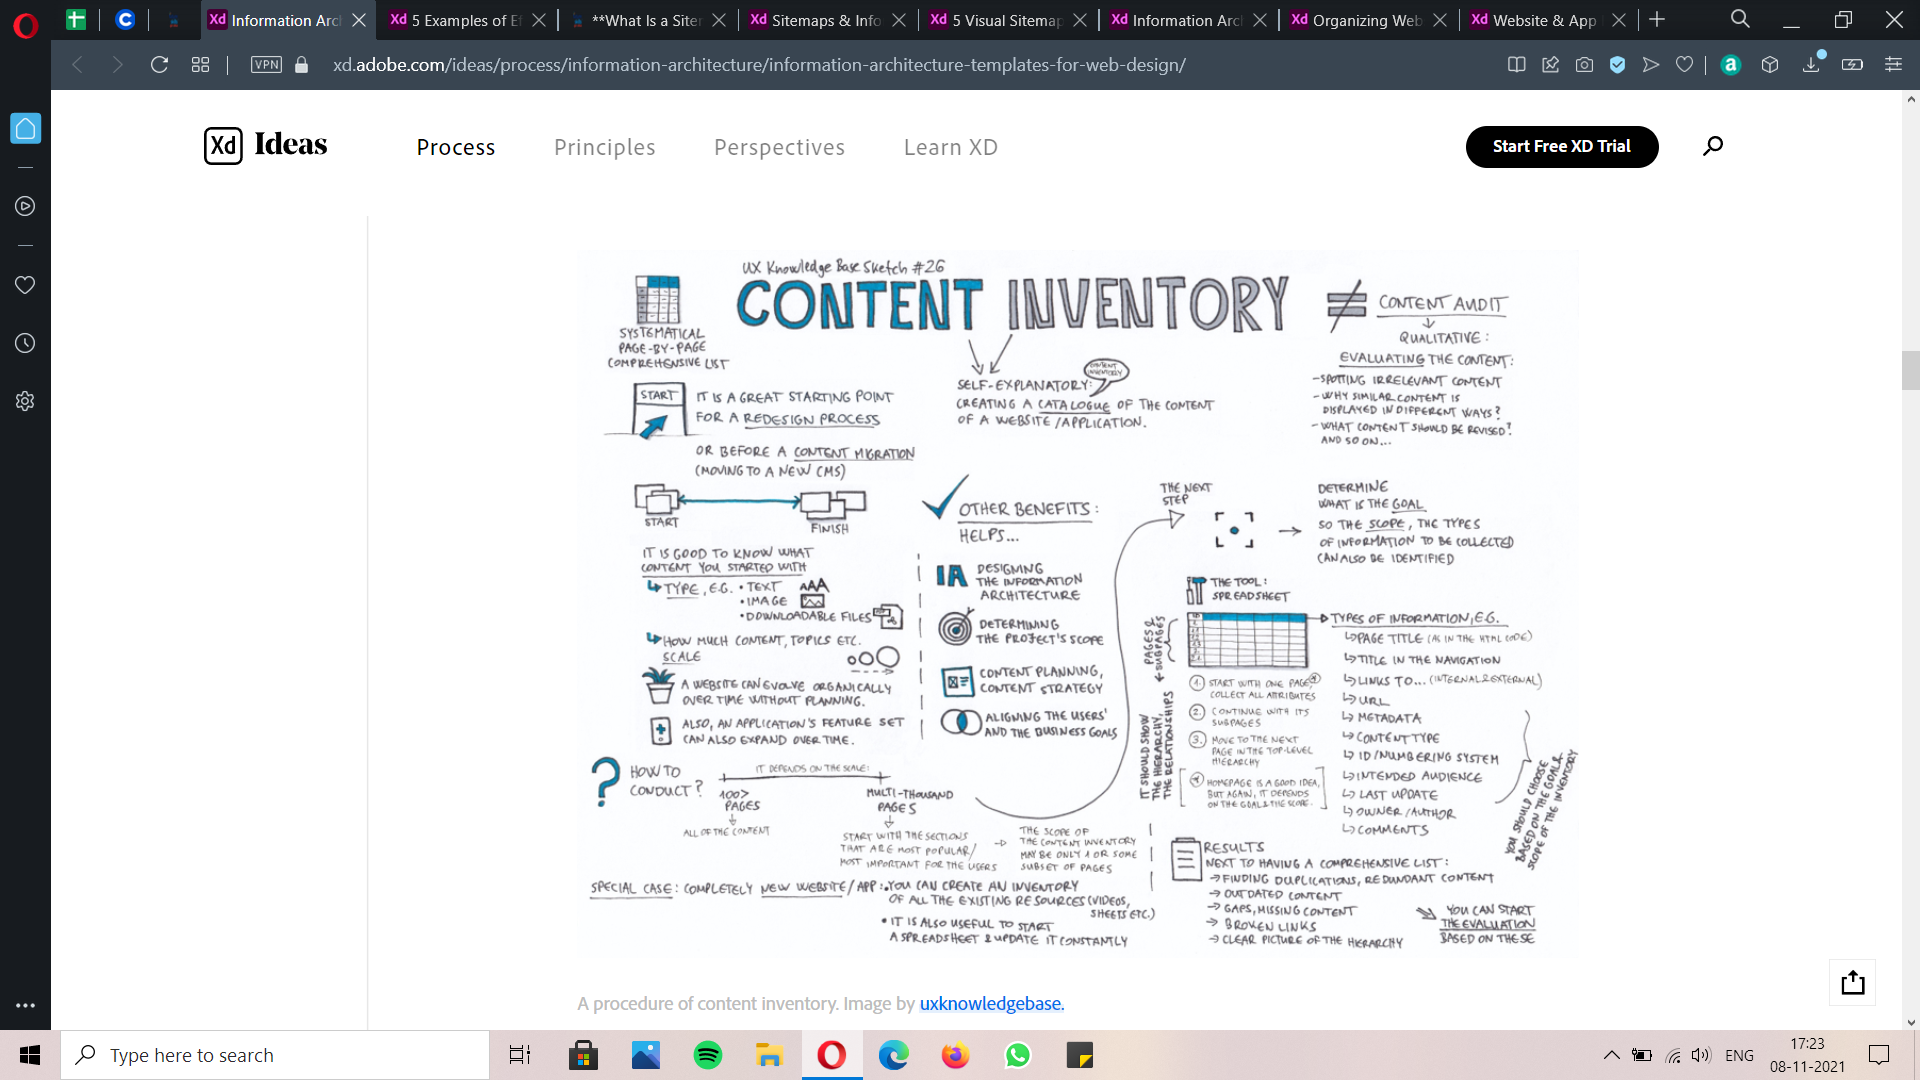 Information Arc
5 Examples of Ef
**What Is a Siter
Sitemaps & Info
5 Visual Sitemap
Information Arc
Organizing Web
Website & App
VPN
xd.adobe.com/ideas/process/information-architecture/information-architecture-templates-for-web-design/
Xd Ideas
Process
Principles
Perspectives
Learn XD
Start Free XD Trial
UX Knowledge Base Sketch #26
CONTENT INVENTORY
SYSTEMATICAL
PAGE-BY-PAGE
COMPREHENSIVE LIST
START
IT IS A GREAT STARTING POINT
FOR A REDESIGN PROCESS
OR BEFORE A CONTENT MIGRATION
(MOVING TO A NEW CMS)
START
FINISH
CONTENT
INVENTORY
SELF-EXPLANATORY:
CREATING A CATALOGUE OF THE CONTENT
OF A WEBSITE/APPLICATION.
CONTENT AUDIT
QUALITATIVE:
EVALUATING THE CONTENT:
-SPOTTING IRRELEVANT CONTENT
- WHY SIMILAR CONTENT IS
DISPLAYED IN DIFFERENT WAYS?
- WHAT CONTENT SHOULD BE REVISED?
AND SO ON...
IT IS GOOD TO KNOW WHAT
CONTENT YOU STARTED WITH
TYPE, E.G. • TEXT AAA
• IMAGE
• DOWNLOADABLE FILES
HOW MUCH CONTENT, TOPICS ETC.
SCALE
A WEBSITE CAN EVOLVE ORGANICALLY
OVER TIME WITHOUT PLANNING.
ALSO, AN APPLICATION'S FEATURE SET
CAN ALSO EXPAND OVER TIME.
OTHER BENEFITS:
HELPS...
IA DESIGNING
THE INFORMATION
ARCHITECTURE
DETERMINING
THE PROJECT'S SCOPE
CONTENT PLANNING,
CONTENT STRATEGY
ALIGNING THE USERS'
AND THE BUSINESS GOALS
THE NEXT
STEP
DETERMINE
WHAT IS THE GOAL
SO THE SCOPE, THE TYPES
OF INFORMATION TO BE COLLECTED
CAN ALSO BE IDENTIFIED
THE TOOL:
SPREADSHEET
PAGES &
SUBPAGES
IT SHOULD SHOW
THE HIERARCHY,
THE RELATIONSHIPS
1. START WITH ONE PAGE,
COLLECT ALL ATTRIBUTES
2. CONTINUE WITH ITS
SUBPAGES
3. MOVE TO THE NEXT
PAGE IN THE TOP-LEVEL
HIERARCHY
HOMEPAGE IS A GOOD IDEA,
BUT AGAIN, IT DEPENDS
ON THE GOAL & THE SCOPE.
TYPES OF INFORMATION, E.G.
PAGE TITLE (AS IN THE HTML CODE)
TITLE IN THE NAVIGATION
LINKS TO... (INTERNAL & EXTERNAL)
URL
METADATA
CONTENT TYPE
ID/NUMBERING SYSTEM
INTENDED AUDIENCE
LAST UPDATE
OWNER/AUTHOR
COMMENTS
YOU SHOULD CHOOSE
BASED ON THE GOAL &
SCOPE OF THE INVENTORY
? HOW TO
CONDUCT?
IT DEPENDS ON THE SCALE:
100>
PAGES
ALL OF THE CONTENT
MULTI-THOUSAND
PAGES
START WITH THE SECTIONS
THAT ARE MOST POPULAR/
MOST IMPORTANT FOR THE USERS
THE SCOPE OF
THE CONTENT INVENTORY
MAY BE ONLY 1 OR SOME
SUBSET OF PAGES
SPECIAL CASE: COMPLETELY NEW WEBSITE/APP: • YOU CAN CREATE AN INVENTORY
OF ALL THE EXISTING RESOURCES (VIDEOS,
SHEETS ETC.)
• IT IS ALSO USEFUL TO START
A SPREADSHEET & UPDATE IT CONSTANTLY
RESULTS
NEXT TO HAVING A COMPREHENSIVE LIST:
→ FINDING DUPLICATIONS, REDUNDANT CONTENT
→ OUTDATED CONTENT
→ GAPS, MISSING CONTENT
→ BROKEN LINKS
→ CLEAR PICTURE OF THE HIERARCHY
YOU CAN START
THE EVALUATION
BASED ON THESE
A procedure of content inventory. Image by uxknowledgebase.
Type here to search
ENG
17:23
08-11-2021